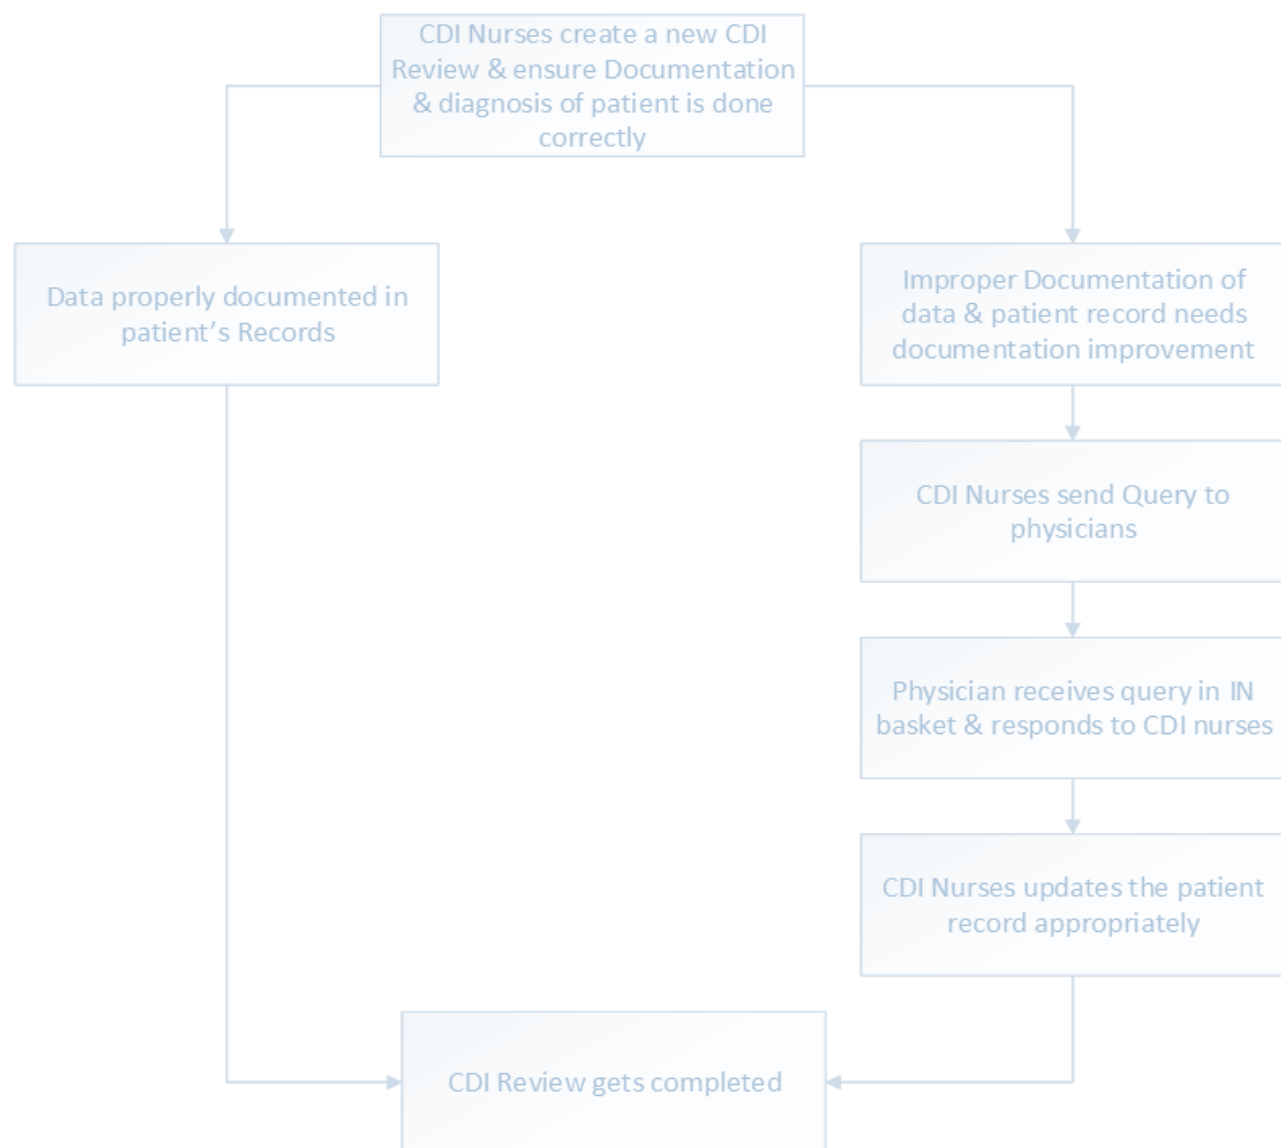 CDI Nurses create a new CDI
Review & ensure Documentation
& diagnosis of patient is done
correctly
Data properly documented in
patient's Records
Improper Documentation of
data & patient record needs
documentation improvement
CDI Nurses send Query to
physicians
Physician receives query in IN
basket & responds to CDI nurses
CDI Nurses updates the patient
record appropriately
CDI Review gets completed